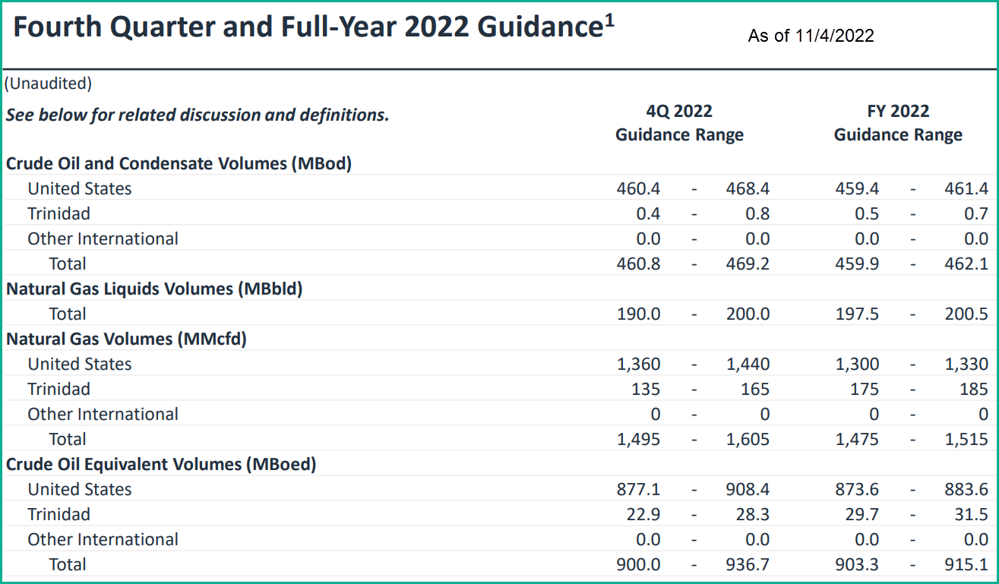 Fourth Quarter and Full-Year 2022 Guidance¹ As of 11/4/2022
(Unaudited)
See below for related discussion and definitions. 4Q 2022 FY 2022
Guidance Range Guidance Range
Crude Oil and Condensate Volumes (MBod)
United States 460.4 - 468.4 459.4 - 461.4
Trinidad 0.4 - 0.8 0.5 - 0.7
Other International 0.0 - 0.0 0.0 - 0.0
Total 460.8 - 469.2 459.9 - 462.1
Natural Gas Liquids Volumes (MBbld)
Total 190.0 - 200.0 197.5 - 200.5
Natural Gas Volumes (MMcfd)
United States 1,360 - 1,440 1,300 - 1,330
Trinidad 135 - 165 175 - 185
Other International 0 - 0 0 - 0
Total 1,495 - 1,605 1,475 - 1,515
Crude Oil Equivalent Volumes (MBoed)
United States 877.1 - 908.4 873.6 - 883.6
Trinidad 22.9 - 28.3 29.7 - 31.5
Other International 0.0 - 0.0 0.0 - 0.0
Total 900.0 - 936.7 903.3 - 915.1